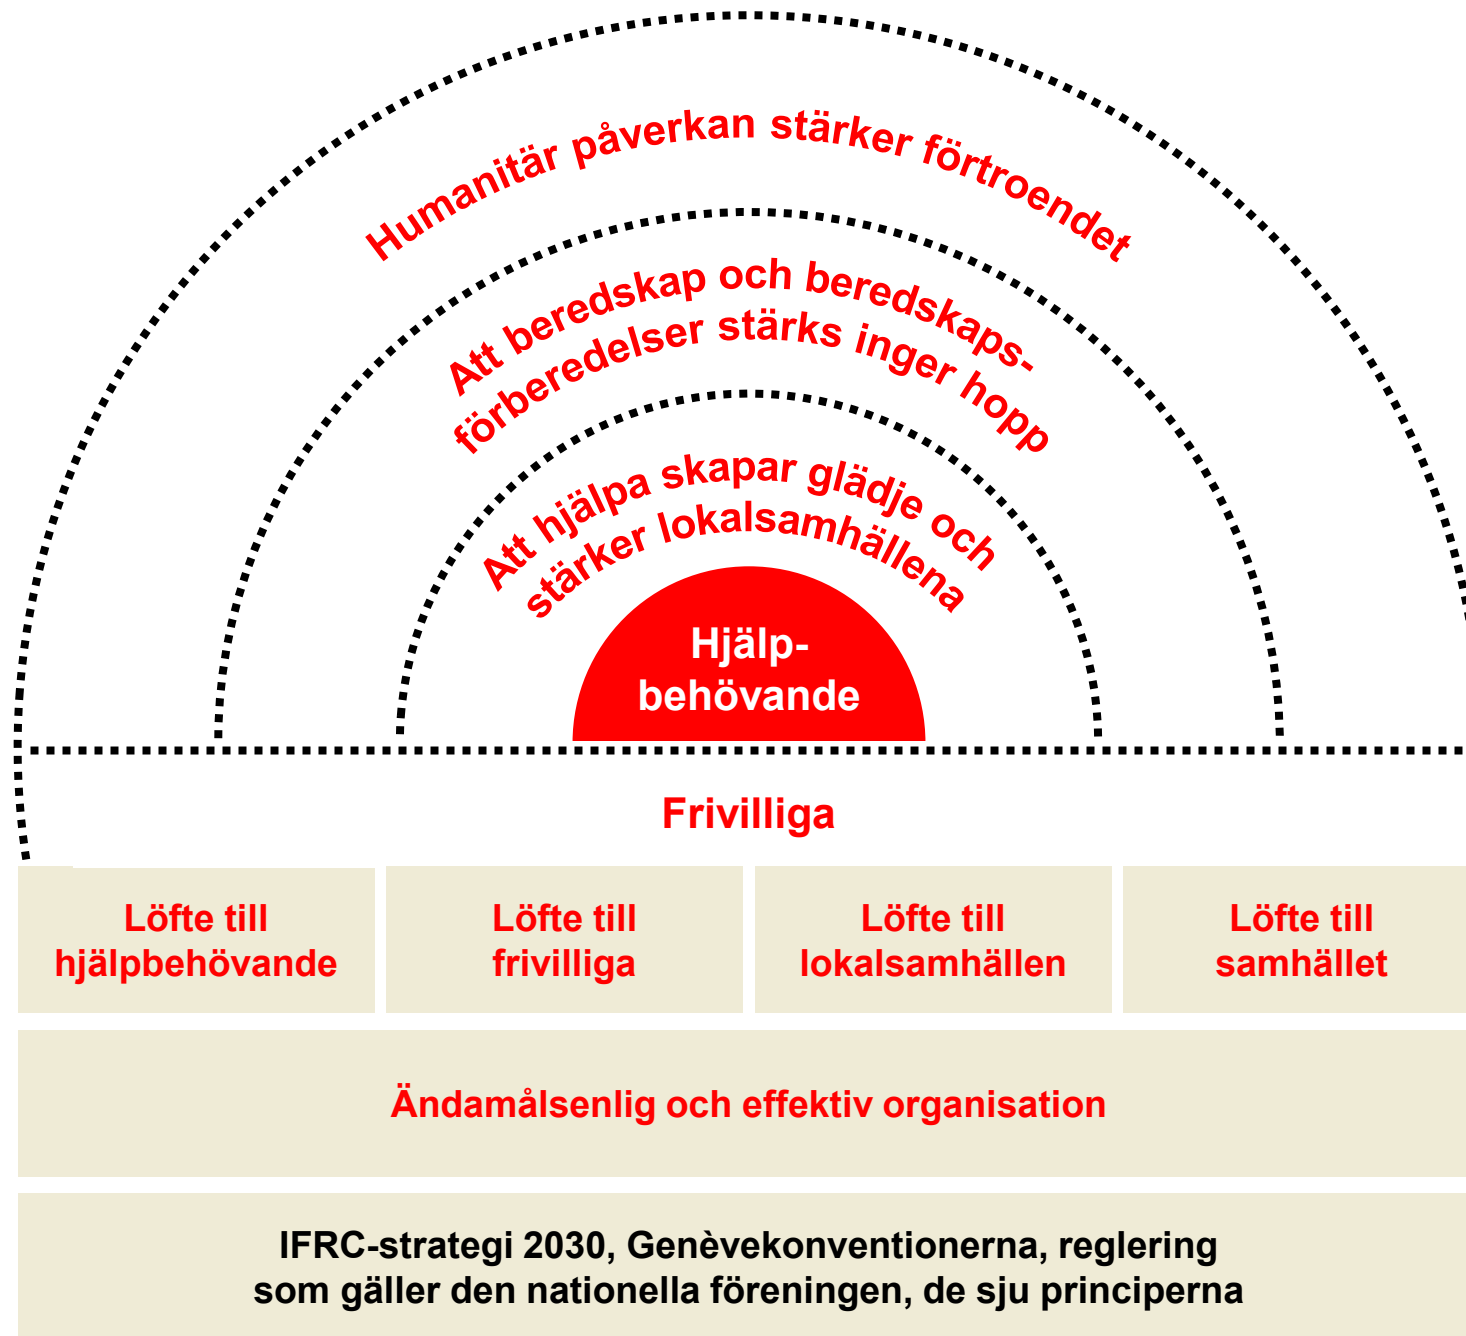 Humanitär påverkan stärker förtroendet
Att beredskap och beredskaps-
förberedelser stärks inger hopp
Att hjälpa skapar glädje och
stärker lokalsamhällena
Hjälp-
behövande
Frivilliga
Löfte till
hjälpbehövande
Löfte till
frivilliga
Löfte till
lokalsamhällen
Löfte till
samhället
Ändamålsenlig och effektiv organisation
IFRC-strategi 2030, Genèvekonventionerna, reglering
som gäller den nationella föreningen, de sju principerna